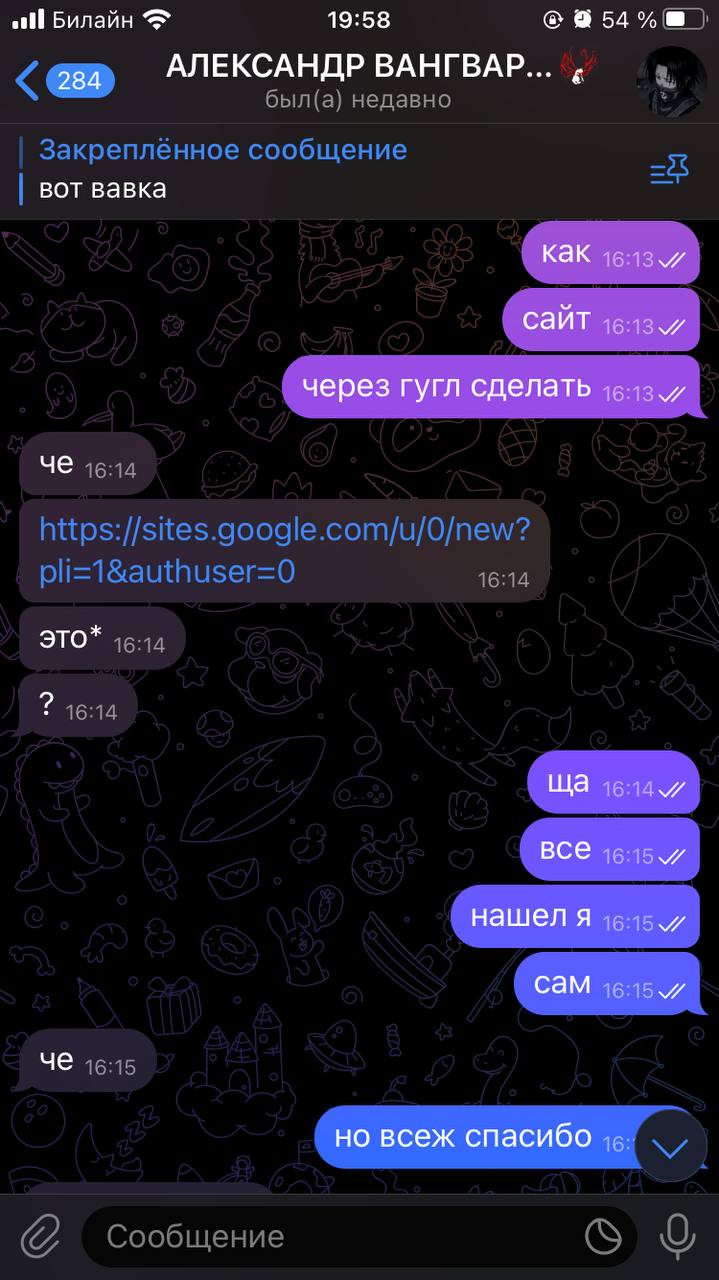 Билайн 19:58 54 %
284 АЛЕКСАНДР ВАНГВАР...
был(а) недавно
Закреплённое сообщение
вот вавка
как 16:13
сайт 16:13
через гугл сделать 16:13
че 16:14
https://sites.google.com/u/0/new?
pli=1&authuser=0 16:14
это* 16:14
? 16:14
ща 16:14
все 16:15
нашел я 16:15
сам 16:15
че 16:15
но всеж спасибо
Сообщение